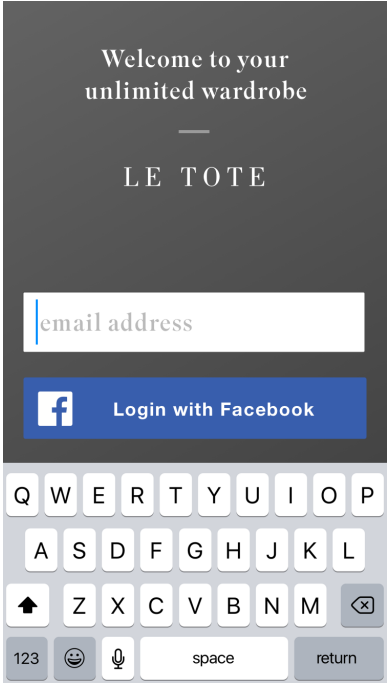 Welcome to your
unlimited wardrobe
LE TOTE
email address
f Login with Facebook
Q W E R T Y U I O P
A S D F G H J K L
Z X C V B N M
123 space return